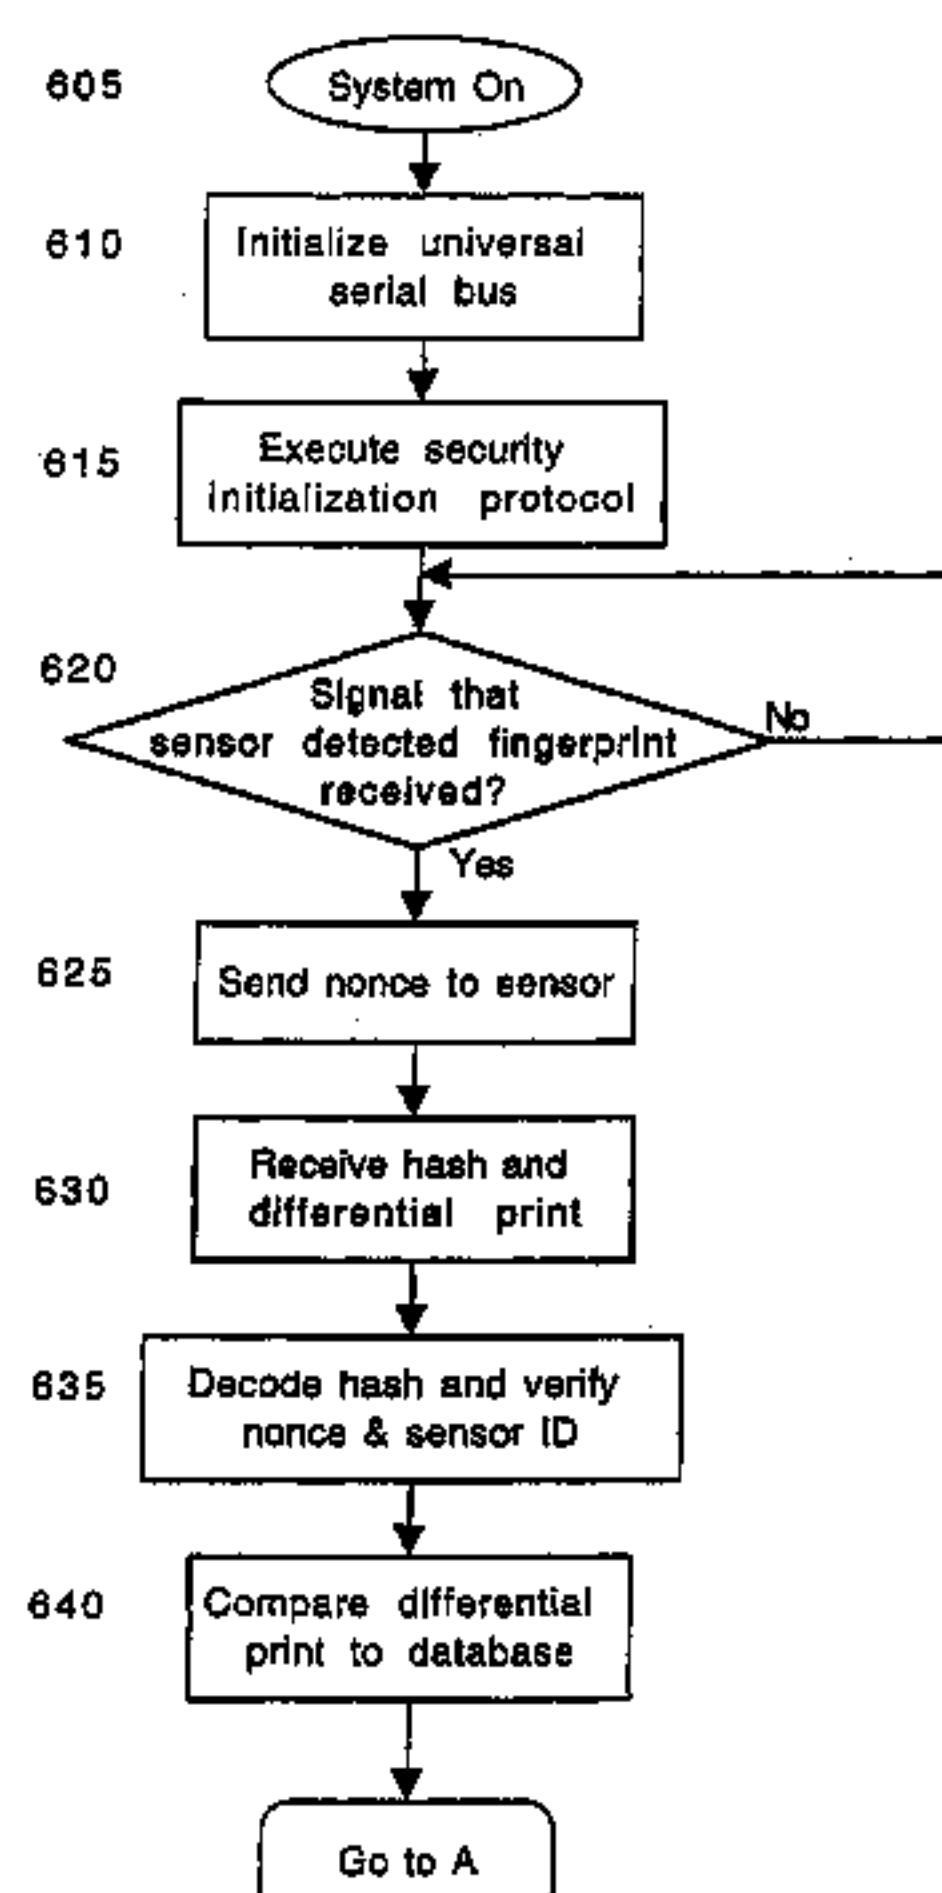 605
System On
610
Initialize universal
serial bus
615
Execute security
initialization protocol
620
Signal that
sensor detected fingerprint
received?
No
Yes
625
Send nonce to sensor
630
Receive hash and
differential print
635
Decode hash and verify
nonce & sensor ID
640
Compare differential
print to database
Go to A